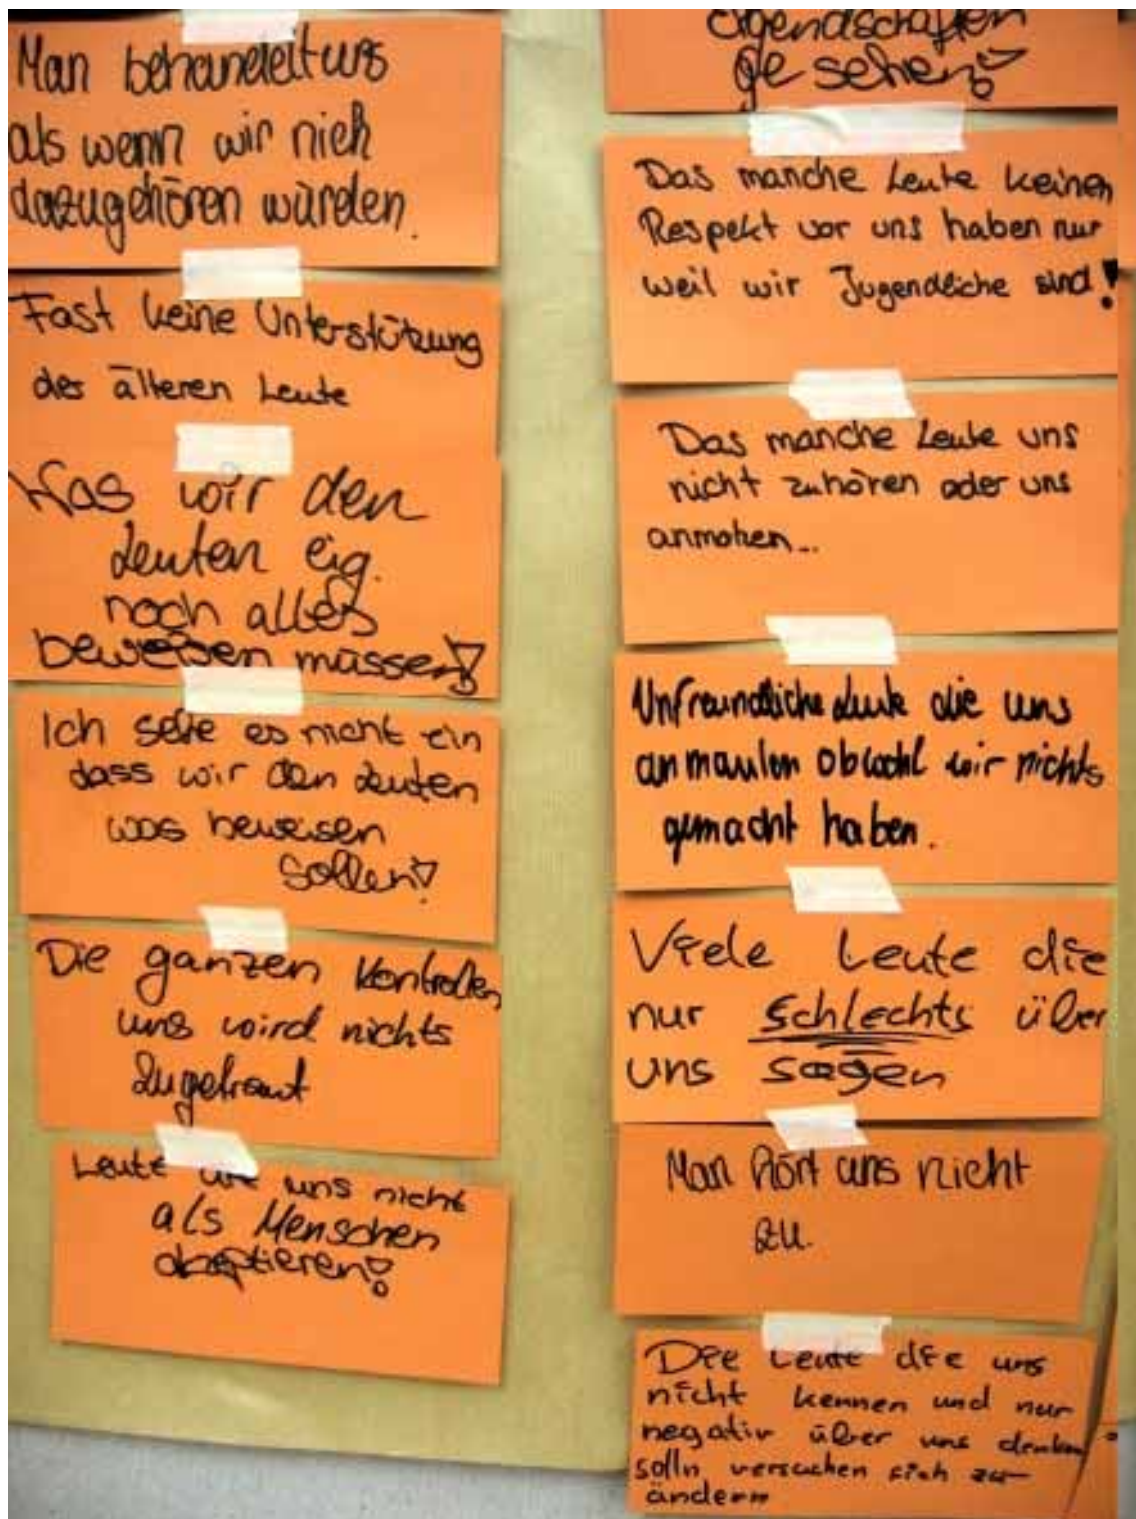 Man behandelt uns
als wenn wir nich
dazugehören würden.
Fast keine Unterstützung
der älteren Leute
Was wir den
Leuten eig.
noch alles
beweisen müssen!
Ich sehe es nicht ein
dass wir den Leuten
was beweisen
sollen!
Die ganzen Kontrollen,
uns wird nichts
zugetraut
Leute die uns nicht
als Menschen
akzeptieren!
gesehen!
Das manche Leute keinen
Respekt vor uns haben nur
weil wir Jugendliche sind!
Das manche Leute uns
nicht zuhören oder uns
anmotzen...
Unfreundliche Leute die uns
anmaulen obwohl wir nichts
gemacht haben.
Viele Leute die
nur schlechts über
uns sagen
Man hört uns nicht
zu.
Die Leute die uns
nicht kennen und nur
negativ über uns denken
solln versuchen sich zu
ändern